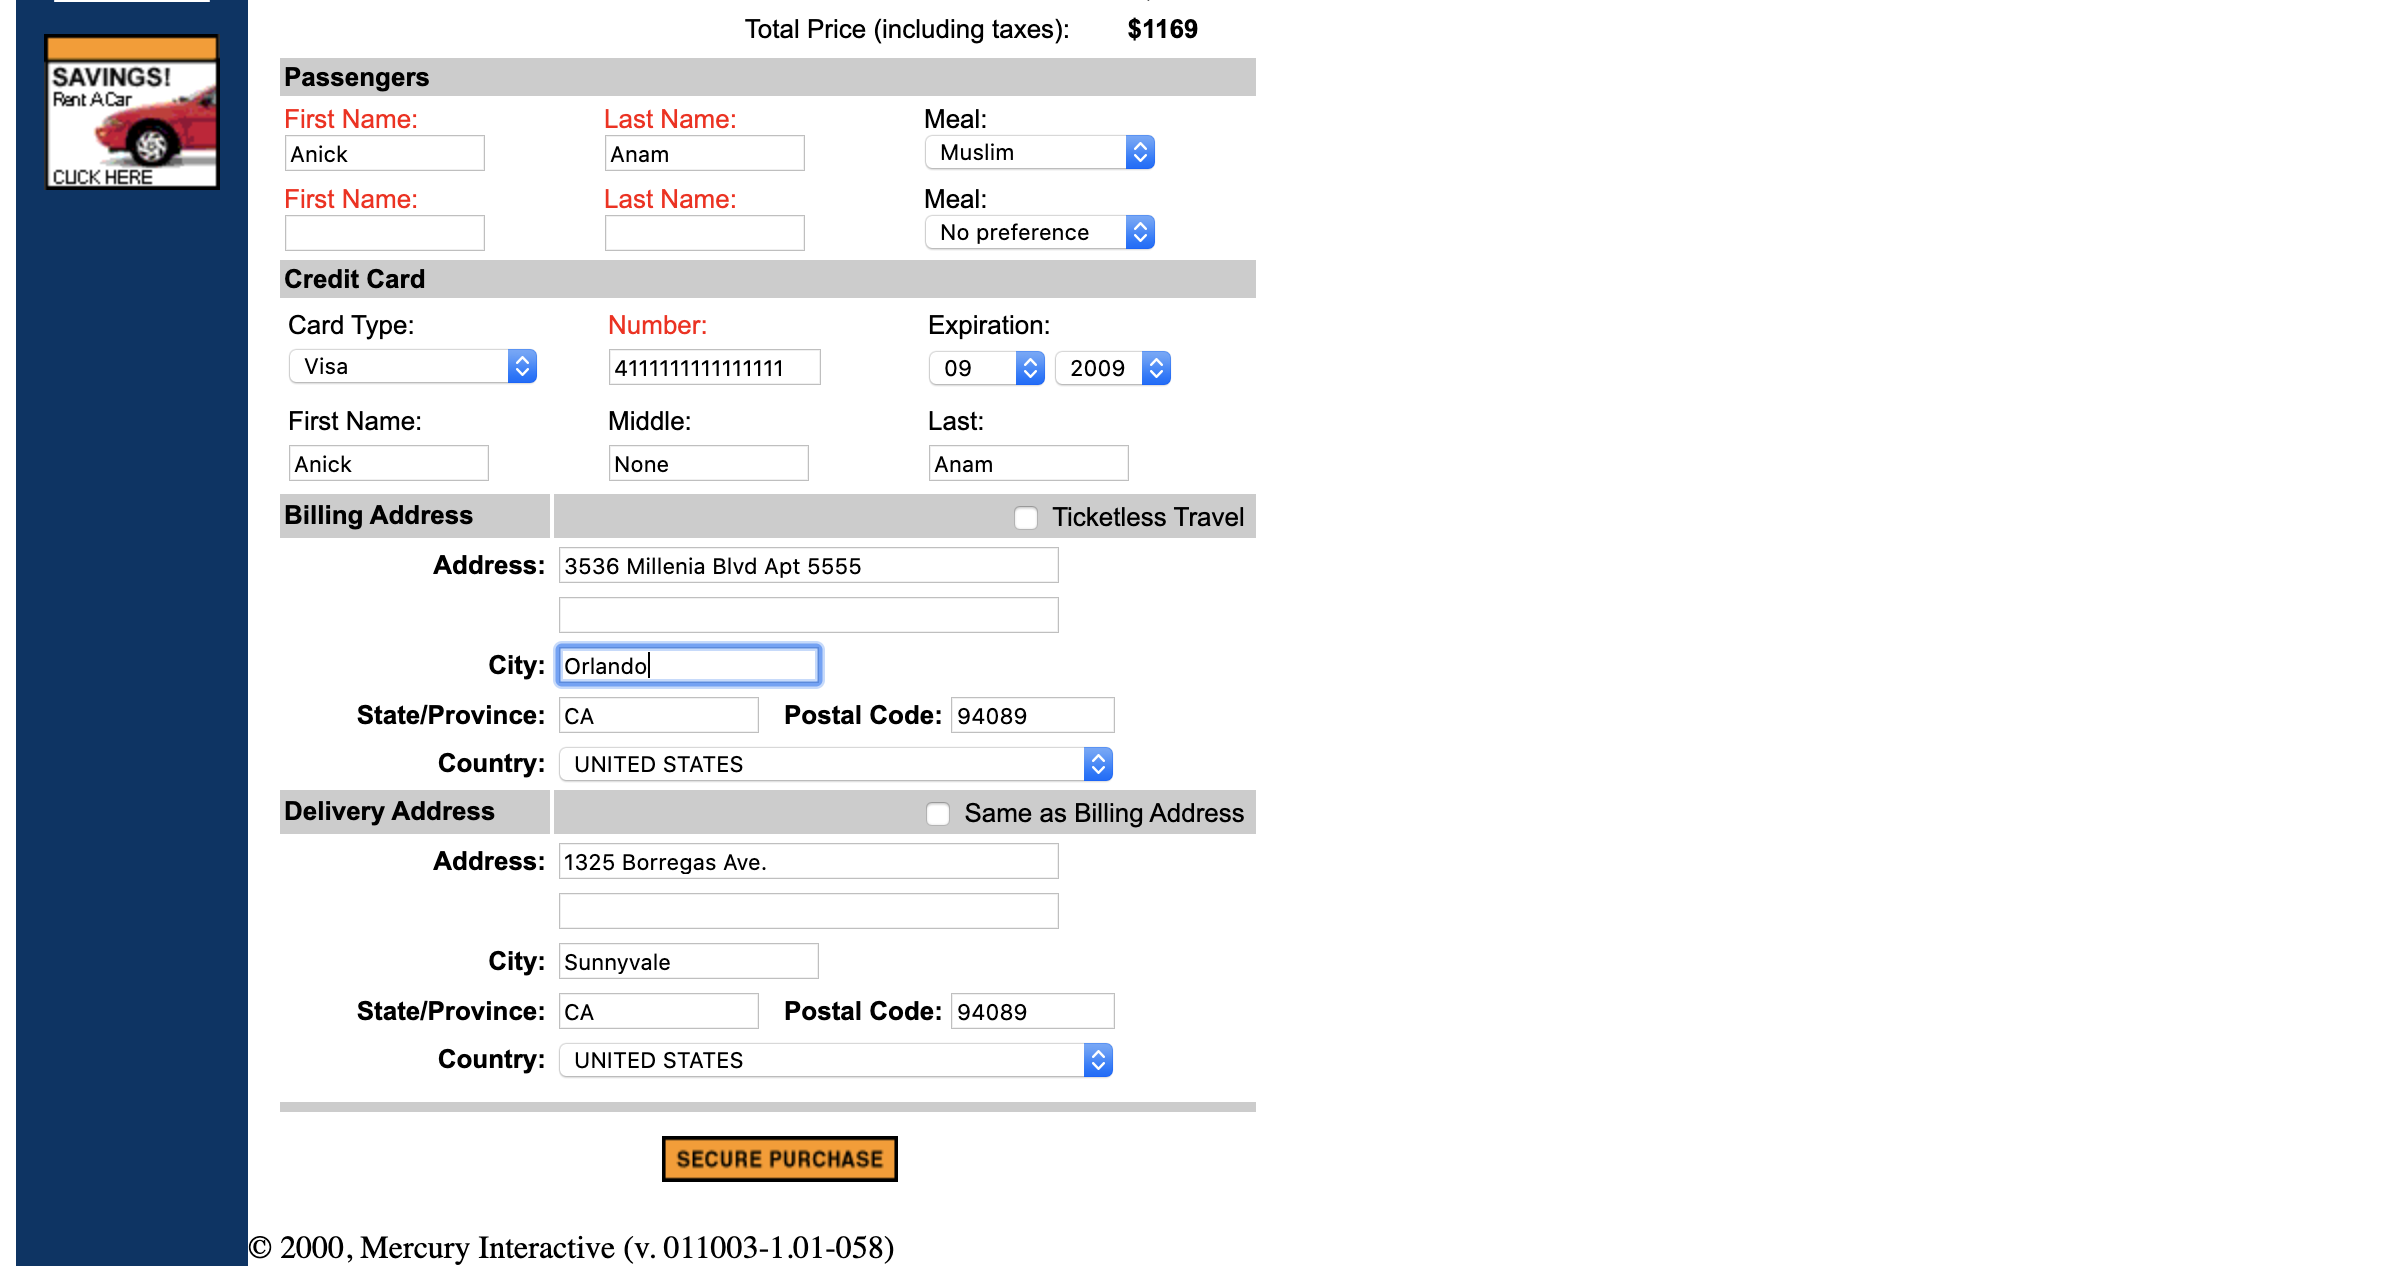 Total Price (including taxes): $1169
SAVINGS!
Rent A Car
CLICK HERE
Passengers
First Name: Last Name: Meal:
Anick Anam Muslim
First Name: Last Name: Meal:
No preference
Credit Card
Card Type: Number: Expiration:
Visa 4111111111111111 09 2009
First Name: Middle: Last:
Anick None Anam
Billing Address Ticketless Travel
Address: 3536 Millenia Blvd Apt 5555
City: Orlando
State/Province: CA Postal Code: 94089
Country: UNITED STATES
Delivery Address Same as Billing Address
Address: 1325 Borregas Ave.
City: Sunnyvale
State/Province: CA Postal Code: 94089
Country: UNITED STATES
SECURE PURCHASE
© 2000, Mercury Interactive (v. 011003-1.01-058)